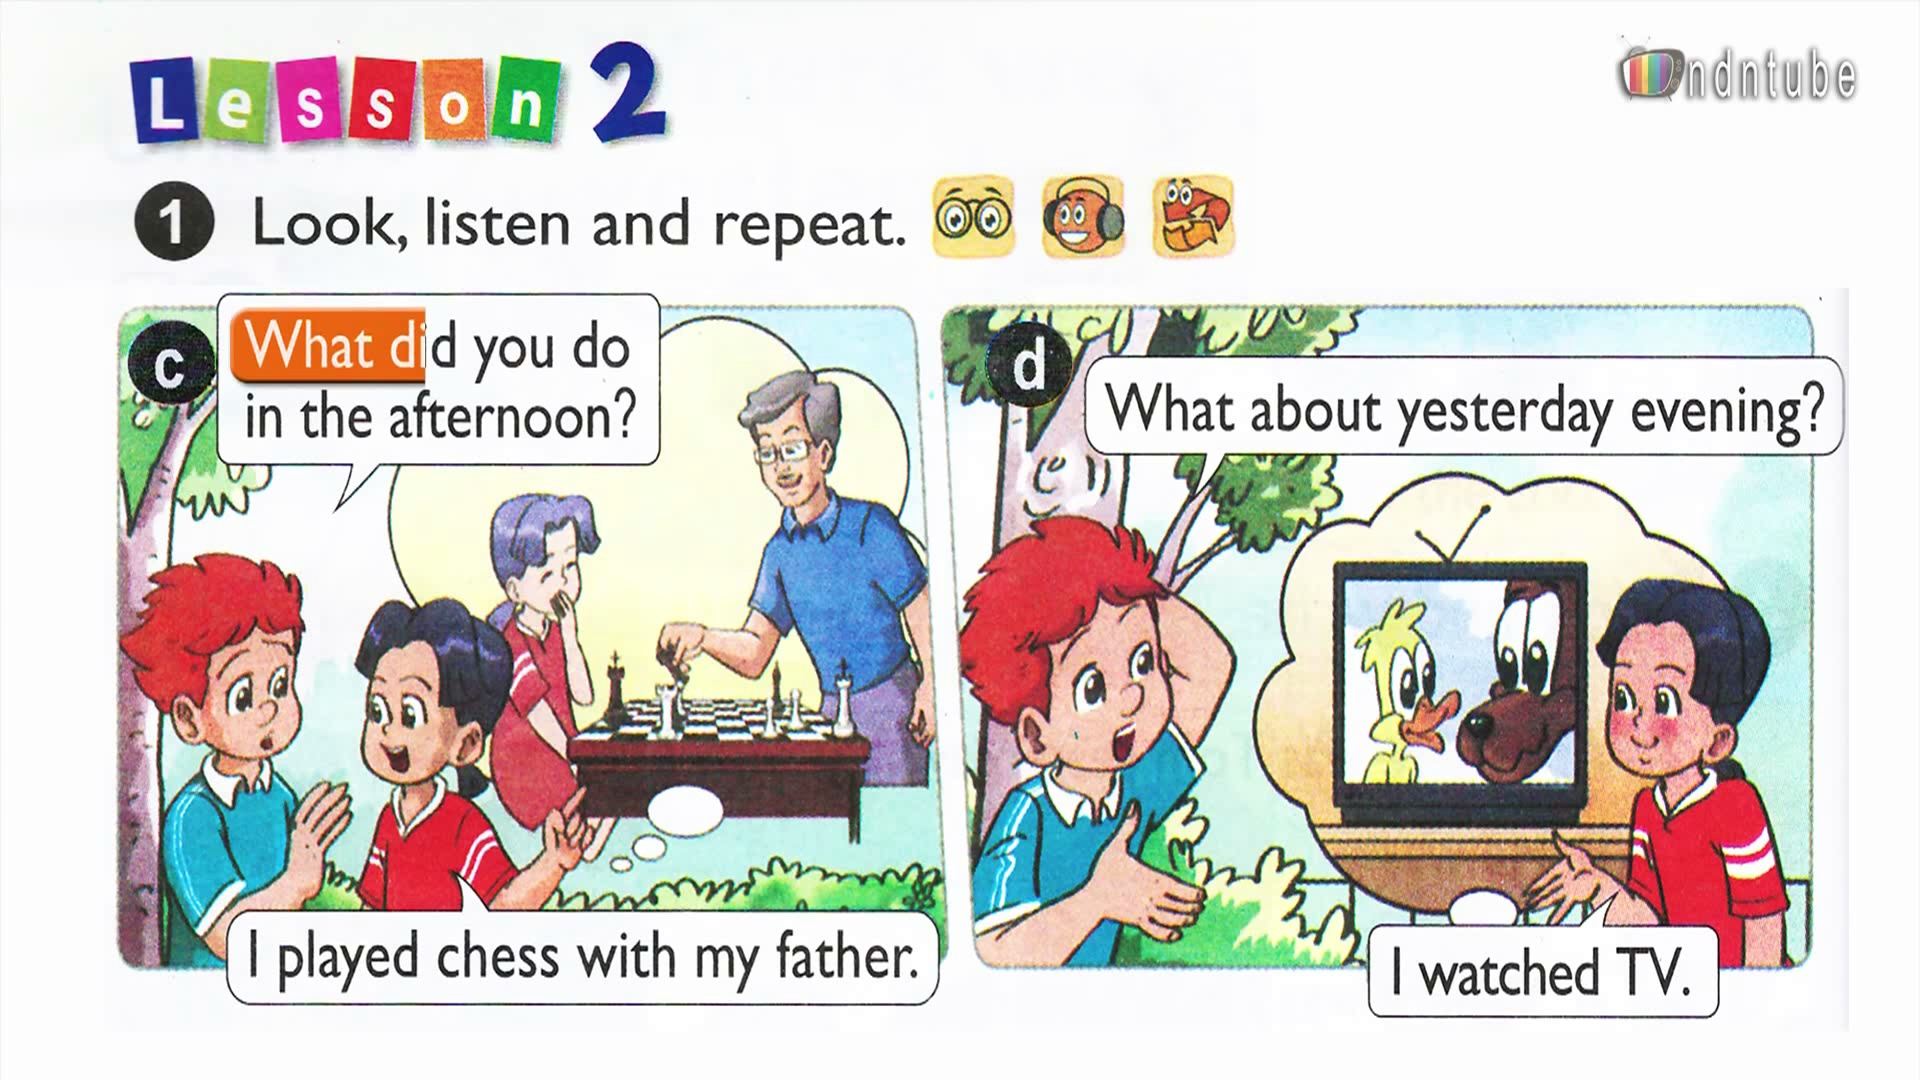 Lesson 2
ndntube
1 Look, listen and repeat.
c
What did you do
in the afternoon?
I played chess with my father.
d
What about yesterday evening?
I watched TV.